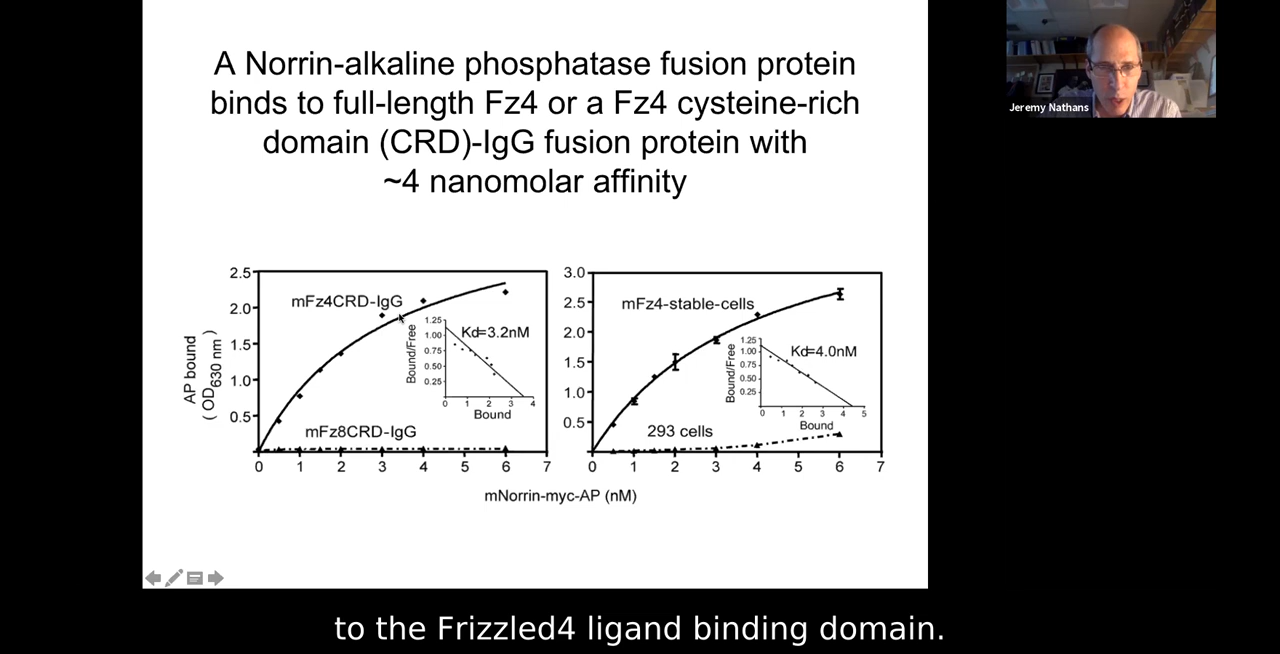 A Norrin-alkaline phosphatase fusion protein
binds to full-length Fz4 or a Fz4 cysteine-rich
domain (CRD)-IgG fusion protein with
~4 nanomolar affinity
Jeremy Nathans
AP bound
( OD630 nm )
2.5
2.0
1.5
1.0
0.5
0 1 2 3 4 5 6 7
mFz4CRD-IgG
mFz8CRD-IgG
Kd=3.2nM
Bound/Free
1.25
1.00
0.75
0.50
0.25
0 1 2 3 4
Bound
3.0
2.5
2.0
1.5
1.0
0.5
0 1 2 3 4 5 6 7
mFz4-stable-cells
293 cells
Kd=4.0nM
Bound/Free
1.25
1.00
0.75
0.50
0.25
0 1 2 3 4 5
Bound
mNorrin-myc-AP (nM)
to the Frizzled4 ligand binding domain.